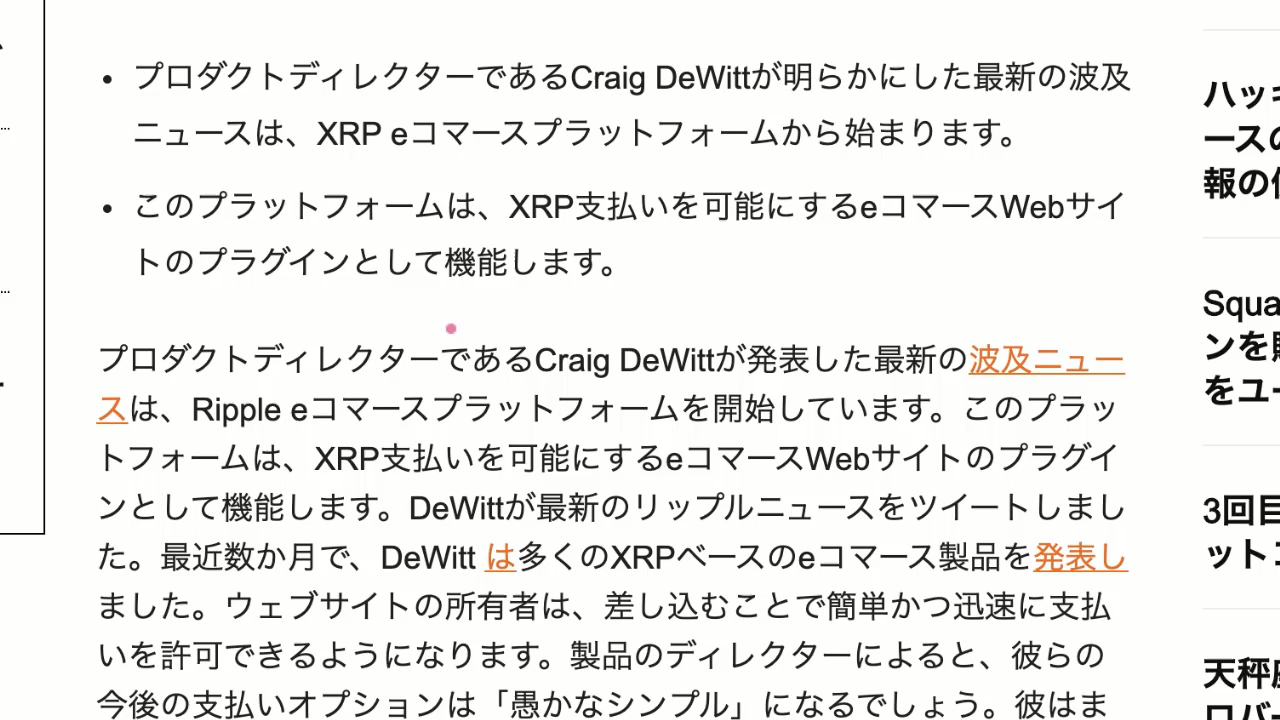 • プロダクトディレクターであるCraig DeWittが明らかにした最新の波及
ニュースは、XRP eコマースプラットフォームから始まります。
• このプラットフォームは、XRP支払いを可能にするeコマースWebサイ
トのプラグインとして機能します。
プロダクトディレクターであるCraig DeWittが発表した最新の波及ニュー
スは、Ripple eコマースプラットフォームを開始しています。このプラッ
トフォームは、XRP支払いを可能にするeコマースWebサイトのプラグイ
ンとして機能します。DeWittが最新のリップルニュースをツイートしまし
た。最近数か月で、DeWitt は多くのXRPベースのeコマース製品を発表し
ました。ウェブサイトの所有者は、差し込むことで簡単かつ迅速に支払
いを許可できるようになります。製品のディレクターによると、彼らの
今後の支払いオプションは「愚かなシンプル」になるでしょう。彼はま
ハッキ
ースの
報の
Squa
ンを
をユー
3回目
ット
天秤
ロバ